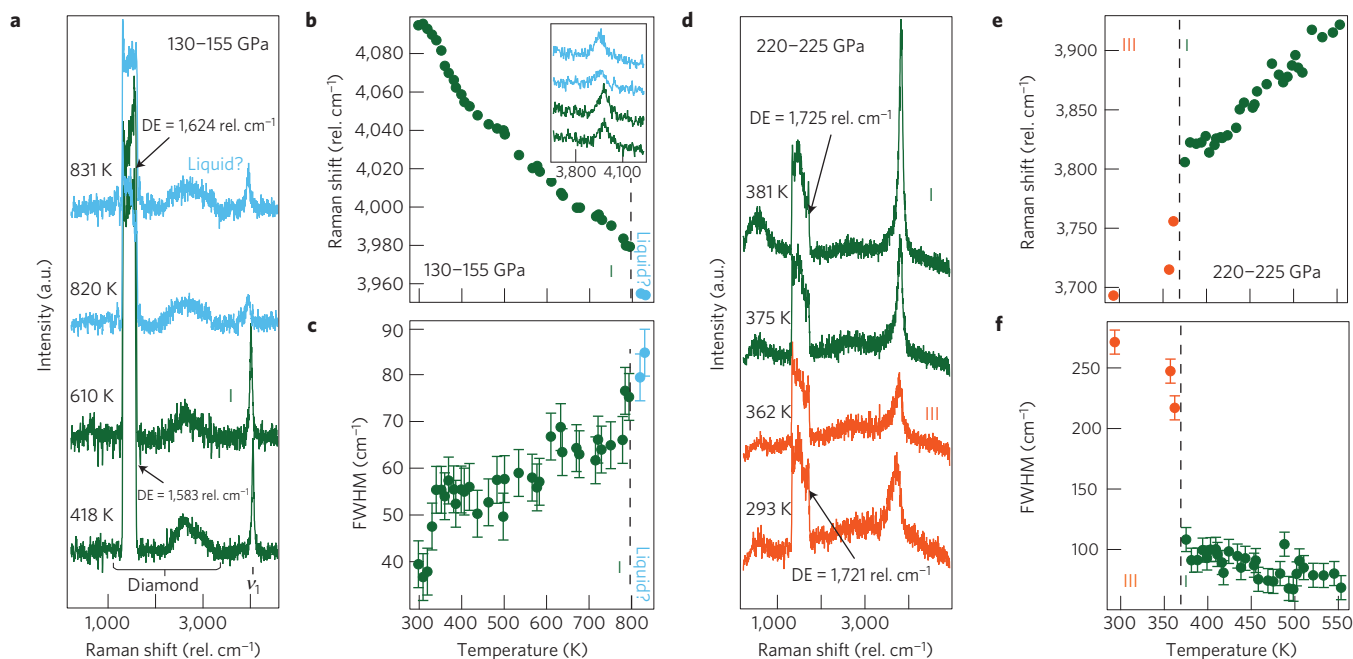 a
130–155 GPa
DE = 1,624 rel. cm⁻¹
831 K
Liquid?
820 K
610 K
I
DE = 1,583 rel. cm⁻¹
418 K
Diamond
ν₁
Intensity (a.u.)
1,000
3,000
Raman shift (rel. cm⁻¹)
b
4,080
4,060
4,040
4,020
4,000
3,980
3,960
Raman shift (rel. cm⁻¹)
3,800
4,100
130–155 GPa
I
Liquid?
c
90
80
70
60
50
40
FWHM (cm⁻¹)
I
Liquid?
300 400 500 600 700 800
Temperature (K)
d
220–225 GPa
DE = 1,725 rel. cm⁻¹
381 K
I
375 K
362 K
III
293 K
DE = 1,721 rel. cm⁻¹
Intensity (a.u.)
1,000
3,000
Raman shift (rel. cm⁻¹)
e
III
I
3,900
3,850
3,800
3,750
3,700
Raman shift (rel. cm⁻¹)
220–225 GPa
f
250
200
150
100
FWHM (cm⁻¹)
III
I
300 350 400 450 500 550
Temperature (K)